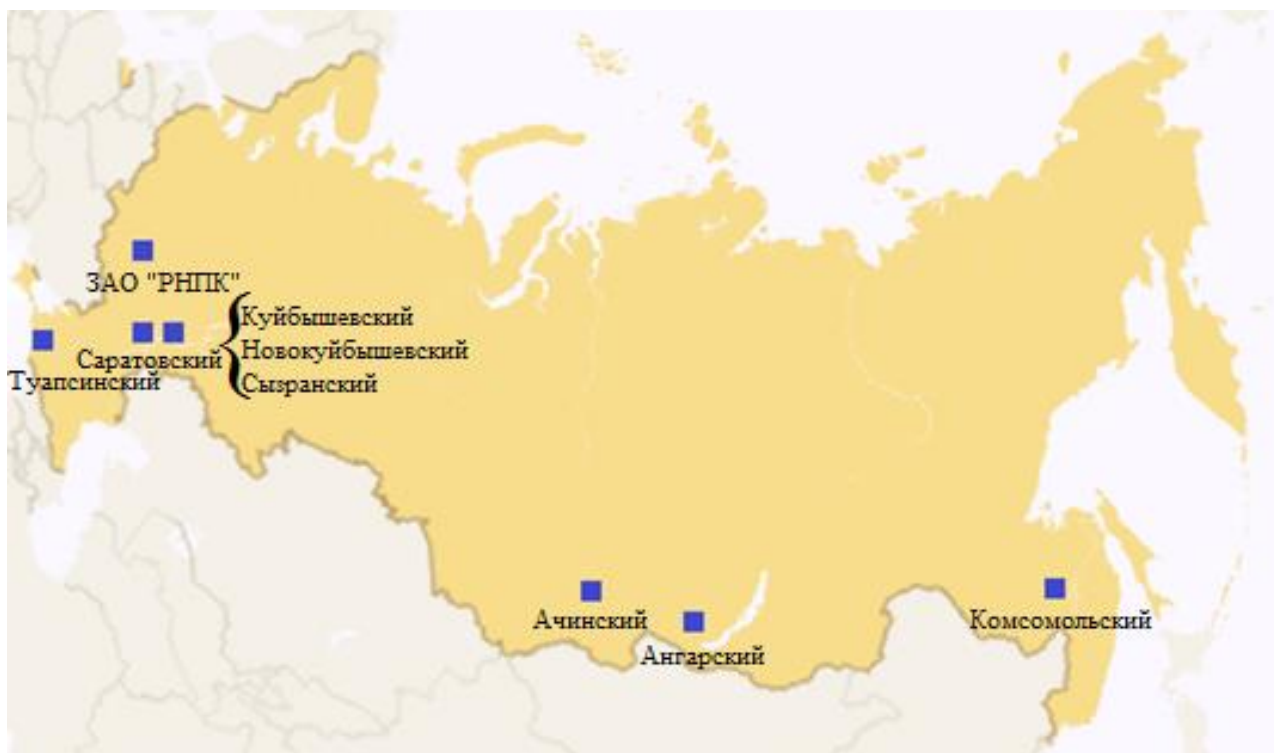 ЗАО "РНПК"
Куйбышевский
Новокуйбышевский
Сызранский
Саратовский
Туапсинский
Ачинский
Ангарский
Комсомольский